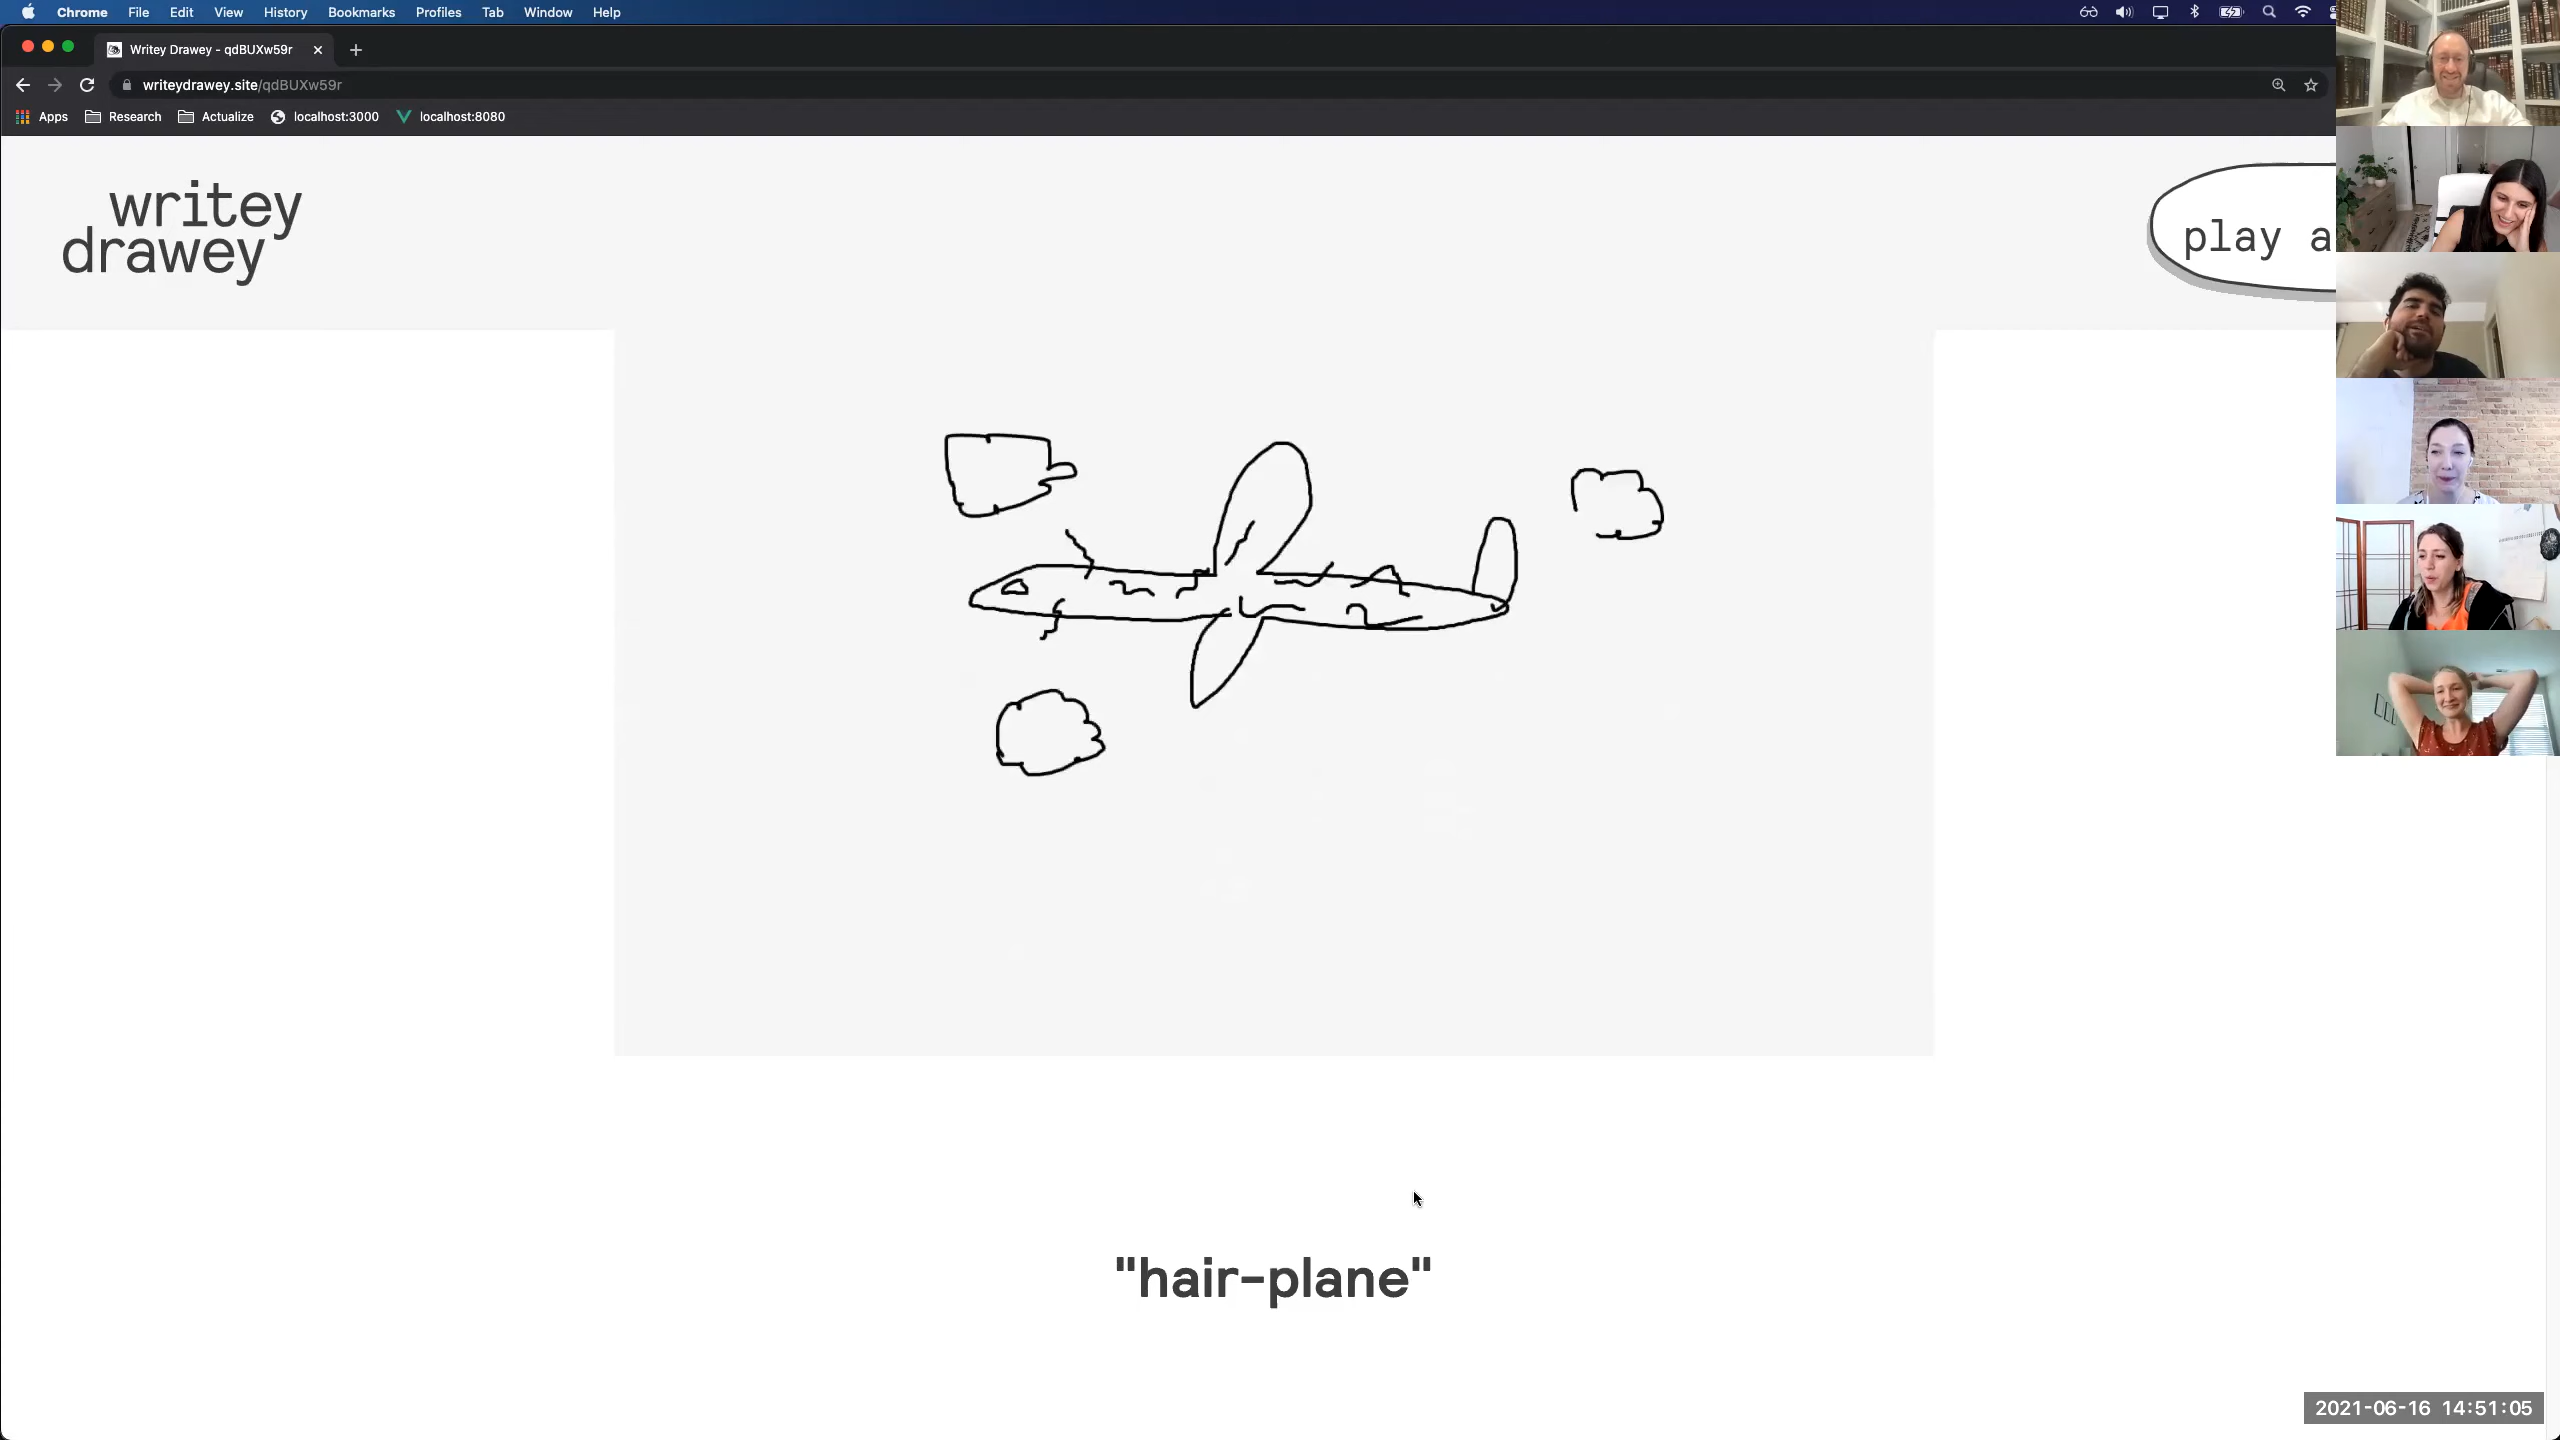 Chrome File Edit View History Bookmarks Profiles Tab Window Help
Writey Drawey - qdBUXw59r
writeydrawey.site/qdBUXw59r
Apps Research Actualize localhost:3000 localhost:8080
writey
drawey
play a
"hair-plane"
2021-06-16 14:51:05